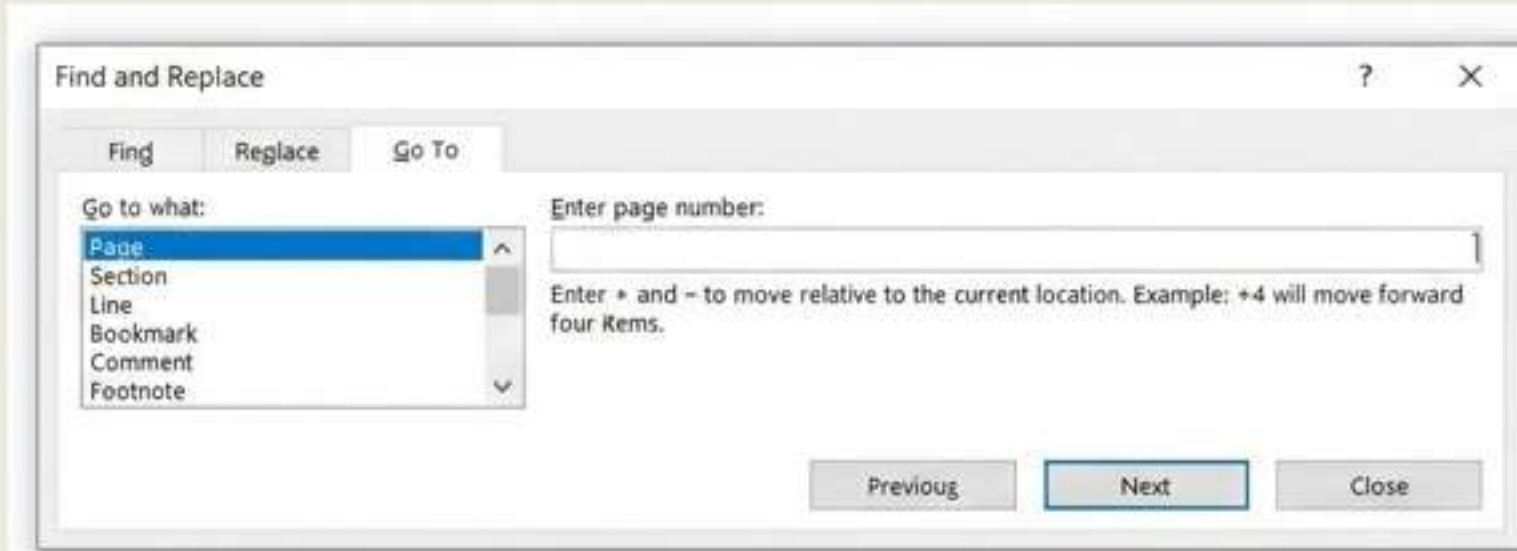 Find and Replace ? X
Find Replace Go To
Go to what:
Page
Section
Line
Bookmark
Comment
Footnote
Enter page number:
Enter + and - to move relative to the current location. Example: +4 will move forward
four items.
Previous Next Close